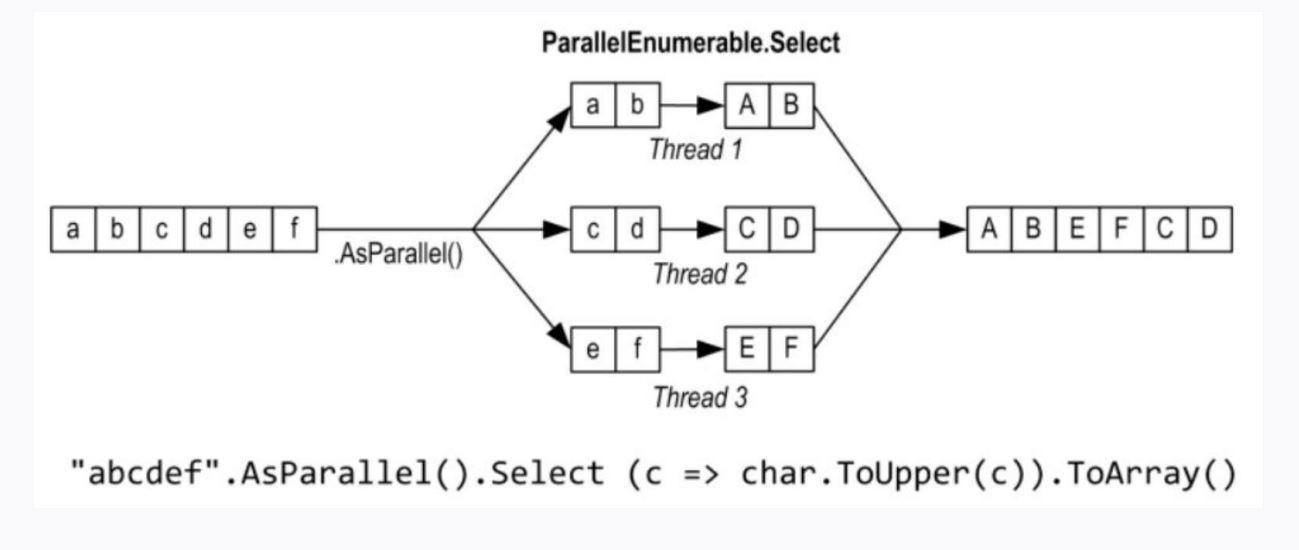 ParallelEnumerable.Select
a b
A B
Thread 1
a b c d e f
.AsParallel()
c d
C D
Thread 2
A B E F C D
e f
E F
Thread 3
"abcdef".AsParallel().Select (c => char.ToUpper(c)).ToArray()